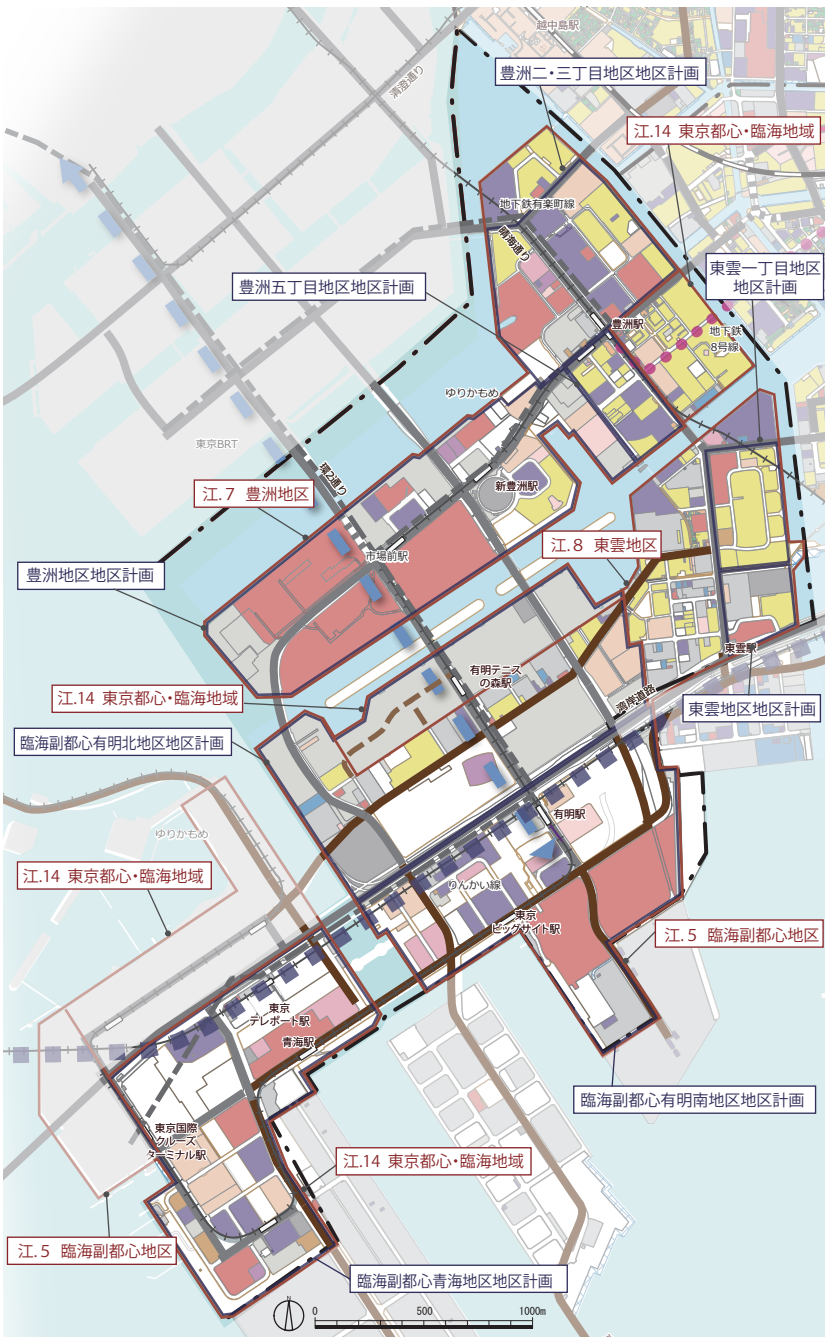 越中島駅
清澄通り
豊洲二・三丁目地区地区計画
江.14 東京都心・臨海地域
地下鉄有楽町線
晴海通り
東雲一丁目地区
地区計画
豊洲五丁目地区地区計画
豊洲駅
地下鉄
8号線
ゆりかもめ
東京BRT
環2通り
江.7 豊洲地区
新豊洲駅
市場前駅
江.8 東雲地区
豊洲地区地区計画
東雲駅
有明テニス
の森駅
江.14 東京都心・臨海地域
湾岸道路
東雲地区地区計画
臨海副都心有明北地区地区計画
有明駅
ゆりかもめ
江.14 東京都心・臨海地域
りんかい線
東京
ビッグサイト駅
江.5 臨海副都心地区
東京
テレポート駅
青海駅
臨海副都心有明南地区地区計画
東京国際
クルーズ
ターミナル駅
江.14 東京都心・臨海地域
江.5 臨海副都心地区
臨海副都心青海地区地区計画
0 500 1000m